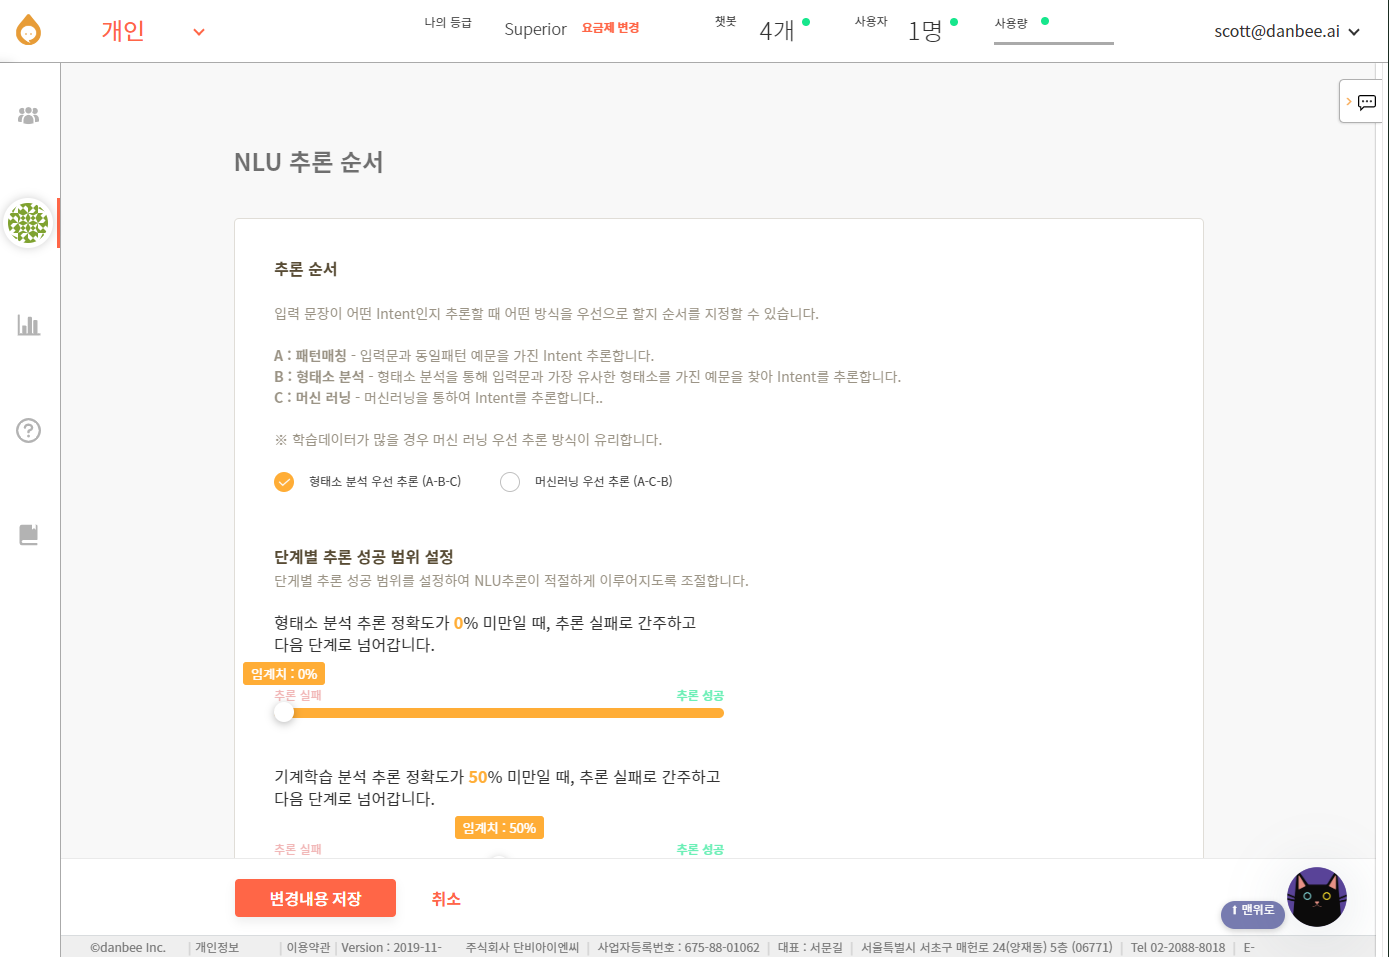 개인
나의 등급
Superior 요금제 변경
챗봇 4개
사용자 1명
사용량
scott@danbee.ai
NLU 추론 순서
추론 순서
입력 문장이 어떤 Intent인지 추론할 때 어떤 방식을 우선으로 할지 순서를 지정할 수 있습니다.
A : 패턴매칭 - 입력문과 동일패턴 예문을 가진 Intent 추론합니다.
B : 형태소 분석 - 형태소 분석을 통해 입력문과 가장 유사한 형태소를 가진 예문을 찾아 Intent를 추론합니다.
C : 머신 러닝 - 머신러닝을 통하여 Intent를 추론합니다..
※ 학습데이터가 많을 경우 머신 러닝 우선 추론 방식이 유리합니다.
형태소 분석 우선 추론 (A-B-C) 머신러닝 우선 추론 (A-C-B)
단계별 추론 성공 범위 설정
단게별 추론 성공 범위를 설정하여 NLU추론이 적절하게 이루어지도록 조절합니다.
형태소 분석 추론 정확도가 0% 미만일 때, 추론 실패로 간주하고
다음 단계로 넘어갑니다.
임계치 : 0%
추론 실패 추론 성공
기계학습 분석 추론 정확도가 50% 미만일 때, 추론 실패로 간주하고
다음 단계로 넘어갑니다.
임계치 : 50%
추론 실패 추론 성공
변경내용 저장 취소
⬆ 맨위로
©danbee Inc. | 개인정보 | 이용약관 | Version : 2019-11- 주식회사 단비아이엔씨 | 사업자등록번호 : 675-88-01062 | 대표 : 서문길 | 서울특별시 서초구 매헌로 24(양재동) 5층 (06771) | Tel 02-2088-8018 | E-